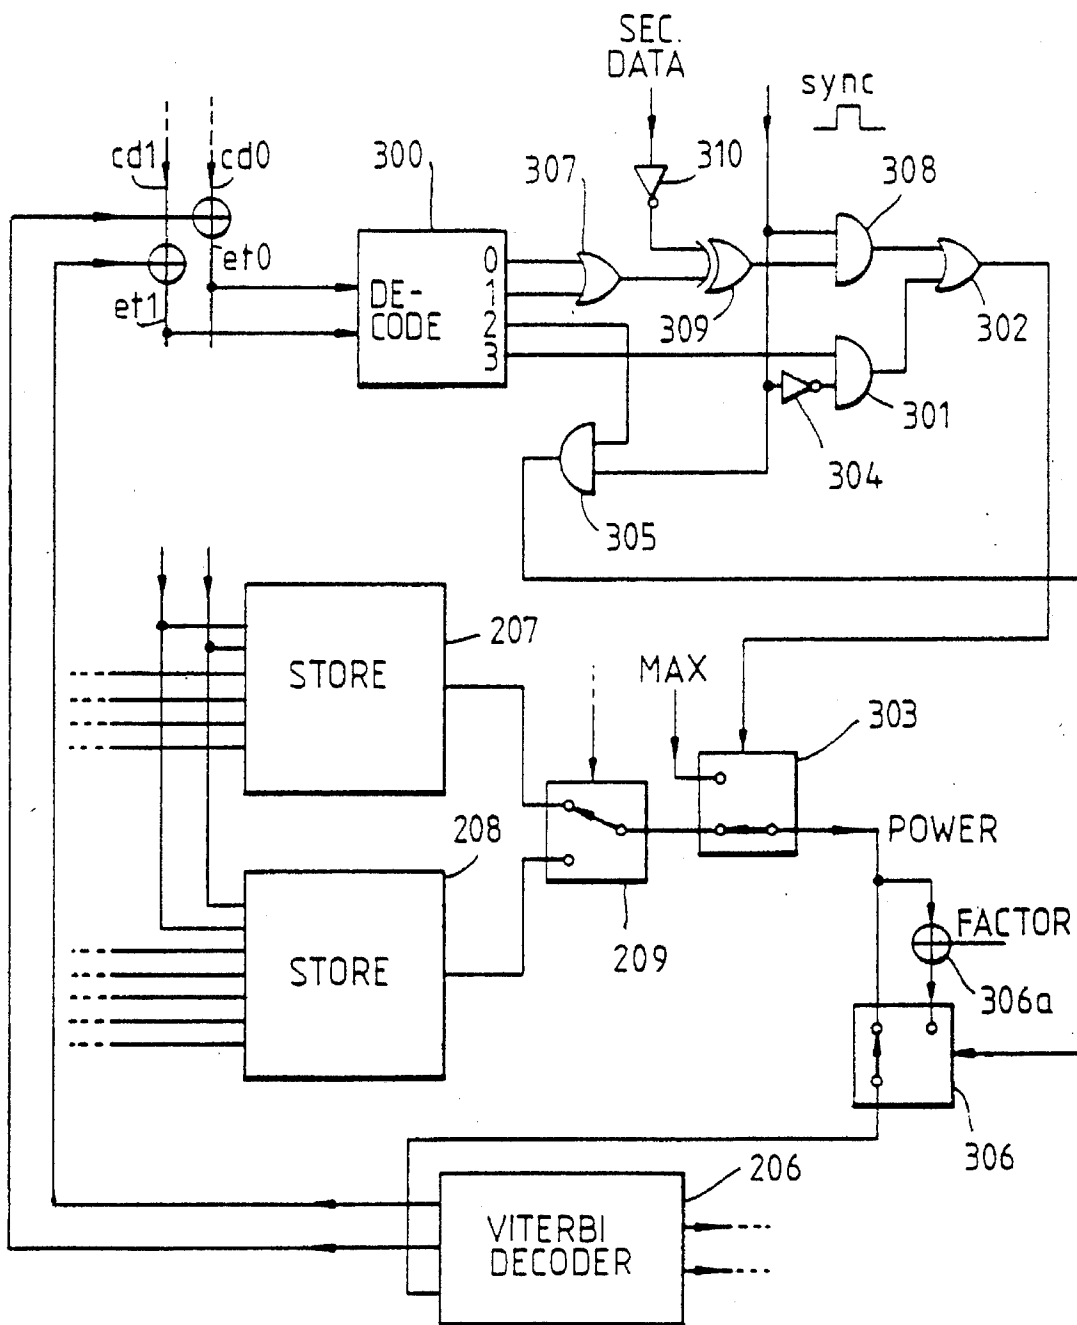 SEC.
DATA
sync
cd1
cd0
300
307
310
308
et0
et1
DE-
CODE
0
1
2
3
309
302
301
304
305
207
STORE
MAX
303
208
POWER
STORE
209
FACTOR
306a
306
206
VITERBI
DECODER